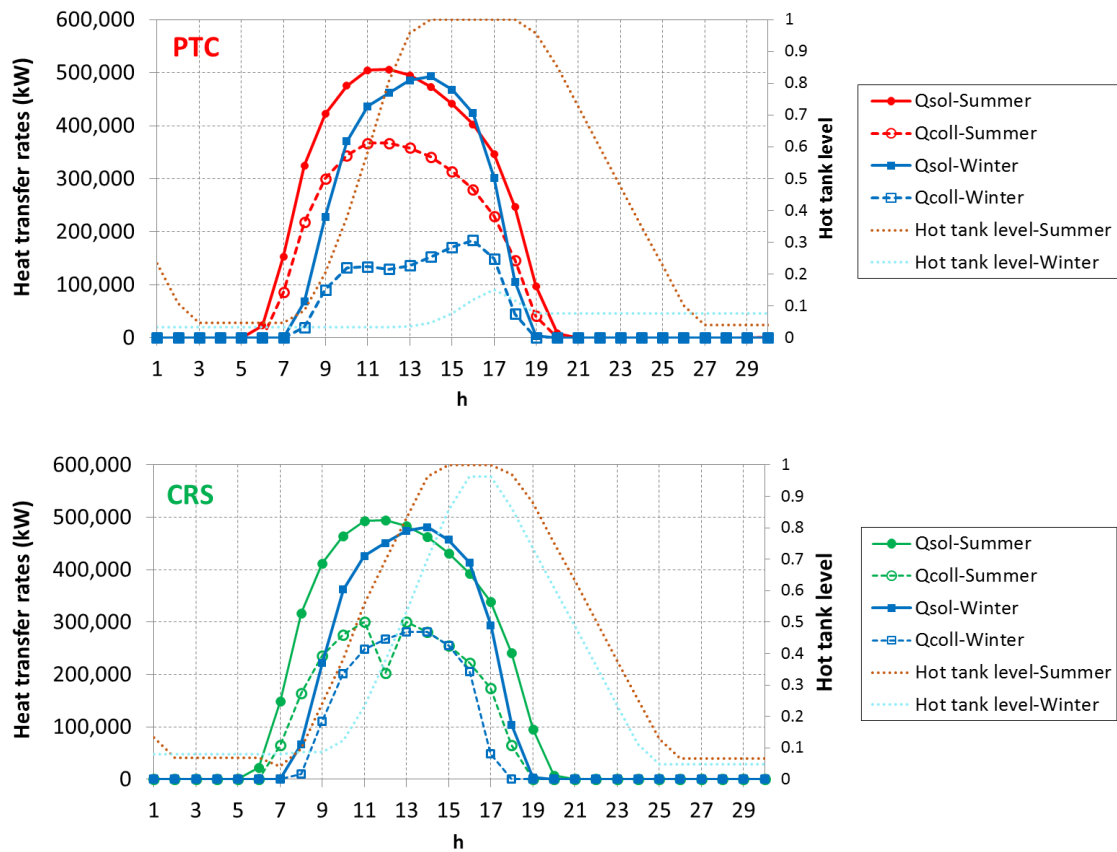 PTC
Heat transfer rates (kW)
600,000
500,000
400,000
300,000
200,000
100,000
0
1
0.9
0.8
0.7
0.6
0.5
0.4
0.3
0.2
0.1
0
Hot tank level
1 3 5 7 9 11 13 15 17 19 21 23 25 27 29
h
Qsol-Summer
Qcoll-Summer
Qsol-Winter
Qcoll-Winter
Hot tank level-Summer
Hot tank level-Winter
CRS
Heat transfer rates (kW)
600,000
500,000
400,000
300,000
200,000
100,000
0
1
0.9
0.8
0.7
0.6
0.5
0.4
0.3
0.2
0.1
0
Hot tank level
1 3 5 7 9 11 13 15 17 19 21 23 25 27 29
h
Qsol-Summer
Qcoll-Summer
Qsol-Winter
Qcoll-Winter
Hot tank level-Summer
Hot tank level-Winter